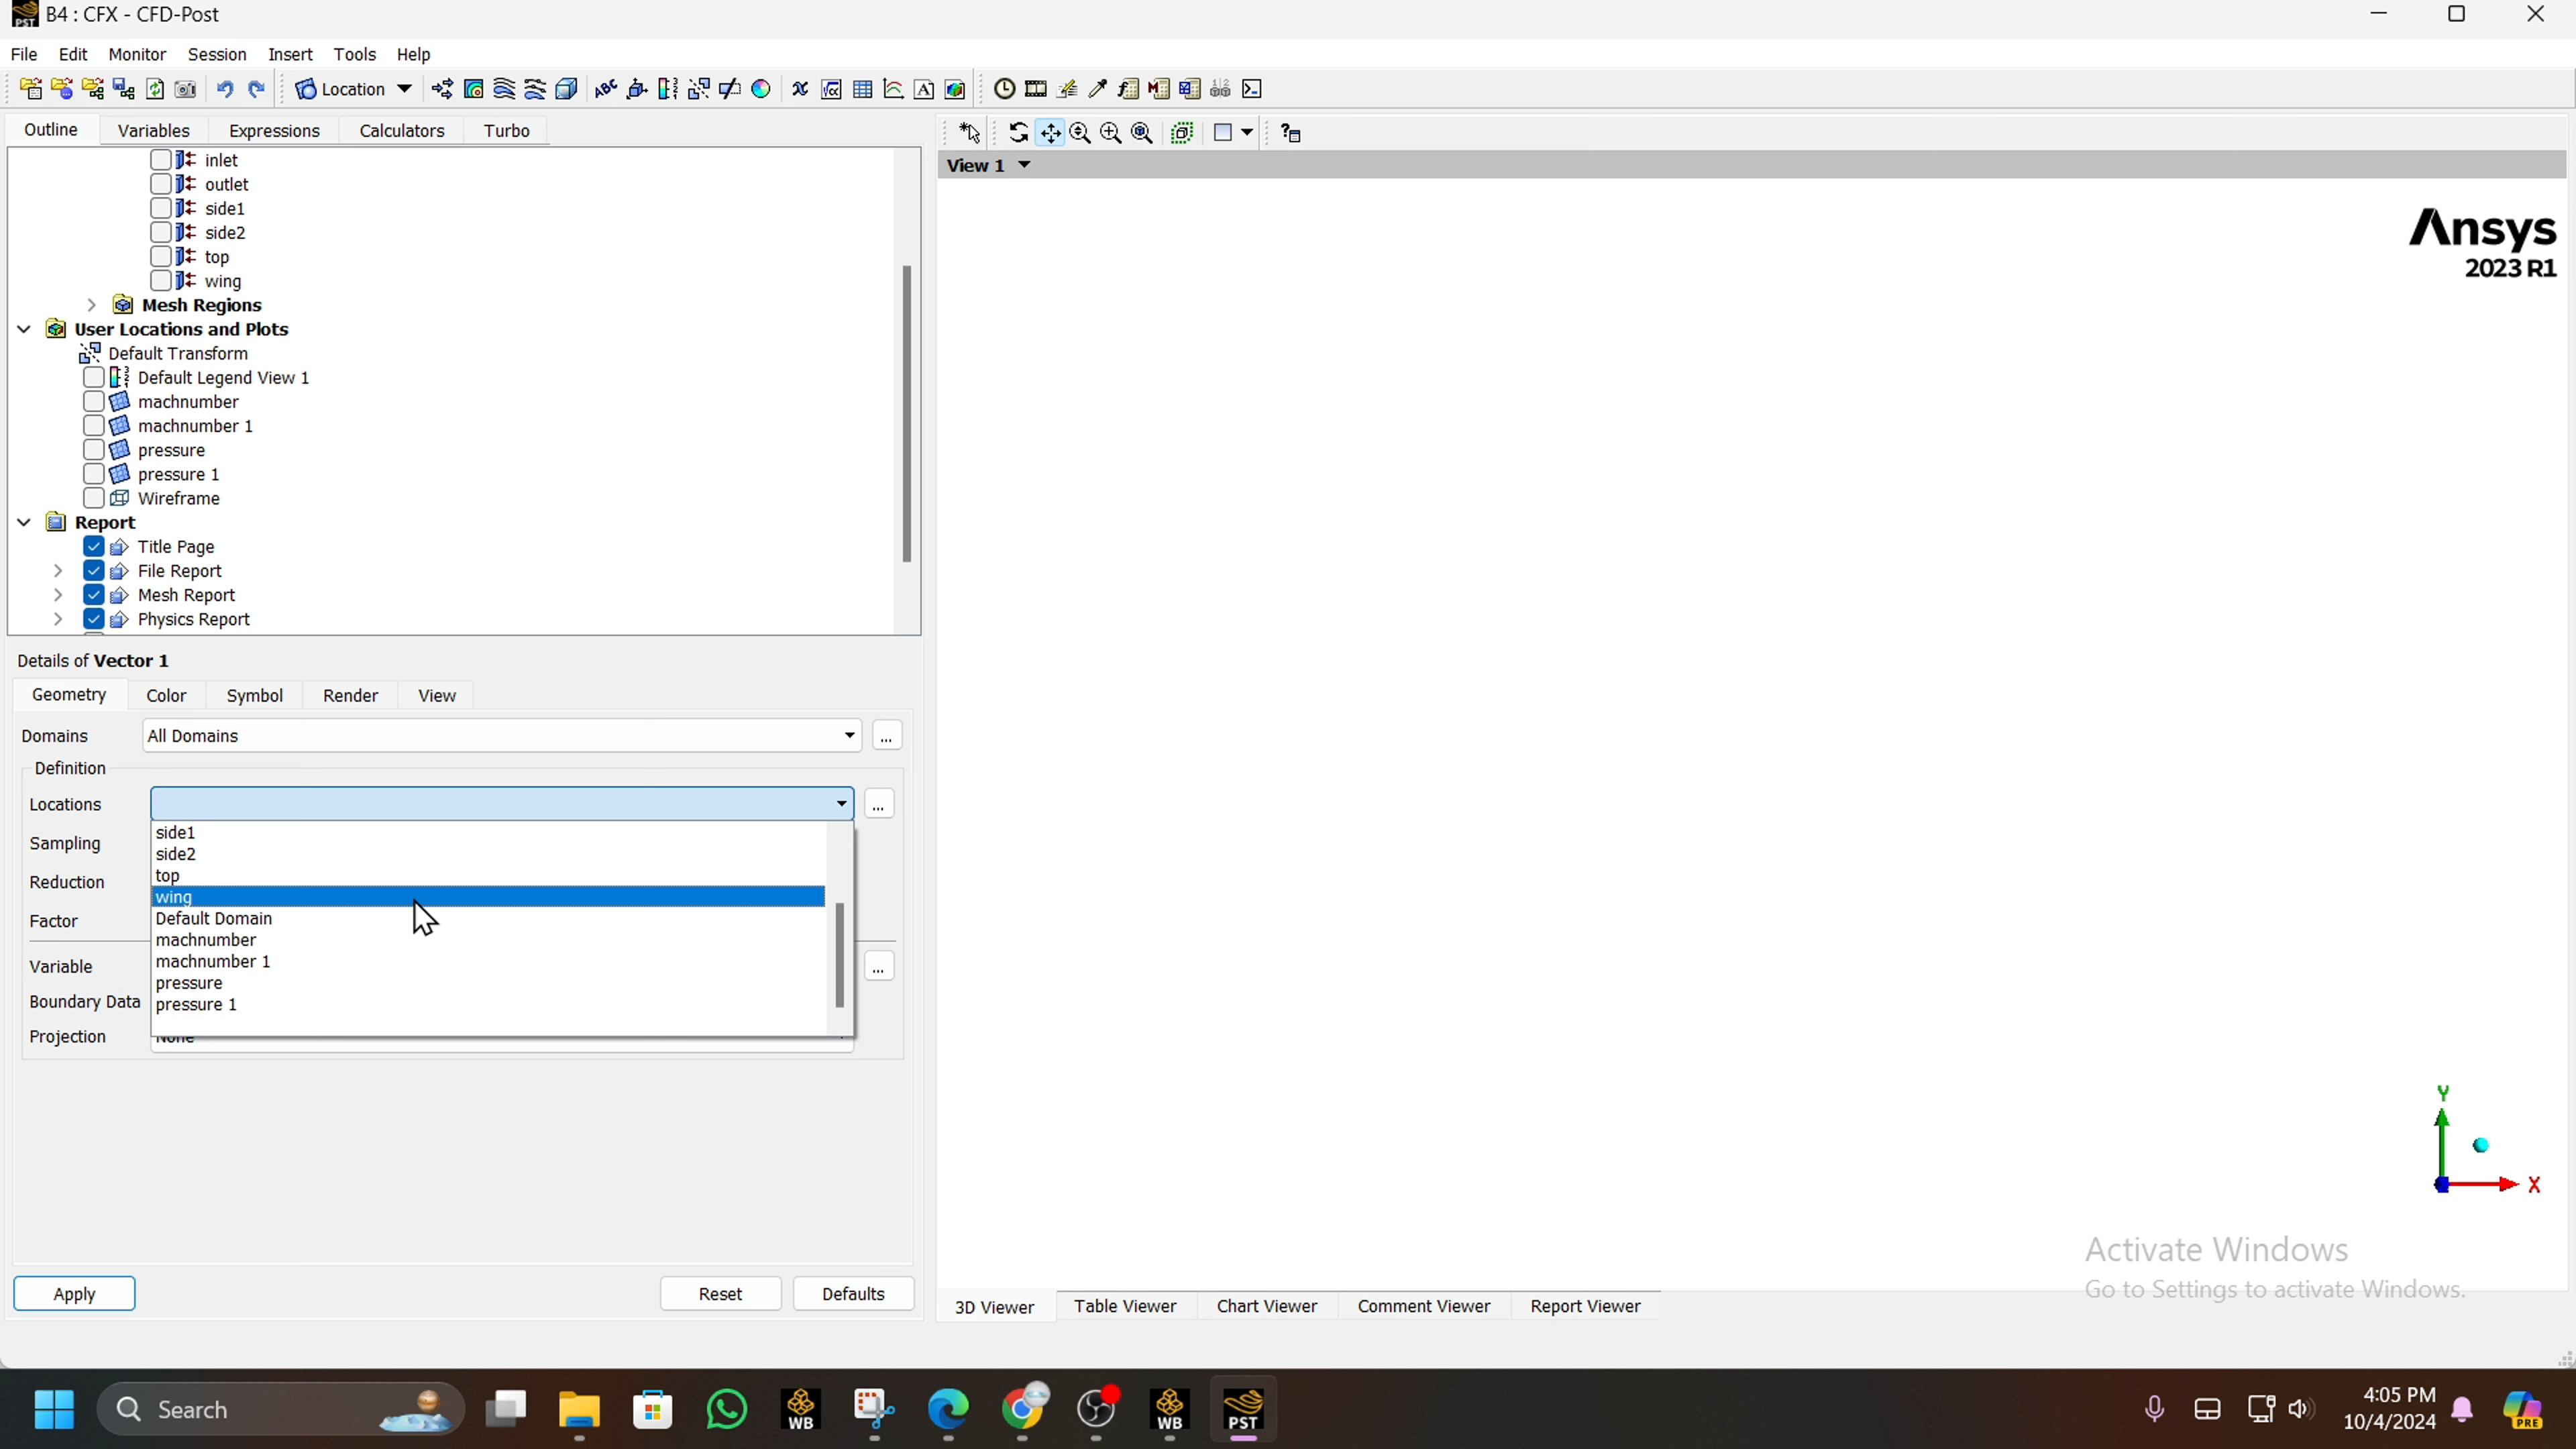 B4 : CFX - CFD-Post
File Edit Monitor Session Insert Tools Help
Location
Outline Variables Expressions Calculators Turbo
inlet
outlet
side1
side2
top
wing
Mesh Regions
User Locations and Plots
Default Transform
Default Legend View 1
machnumber
machnumber 1
pressure
pressure 1
Wireframe
Report
Title Page
File Report
Mesh Report
Physics Report
Details of Vector 1
Geometry Color Symbol Render View
Domains All Domains ...
Definition
Locations ...
Sampling
Reduction
Factor
Variable ...
Boundary Data
Projection None
side1
side2
top
wing
Default Domain
machnumber
machnumber 1
pressure
pressure 1
Apply Reset Defaults
View 1
Ansys
2023 R1
Y
X
Activate Windows
Go to Settings to activate Windows.
3D Viewer Table Viewer Chart Viewer Comment Viewer Report Viewer
Search
WB
WB
PST
4:05 PM
10/4/2024
PRE